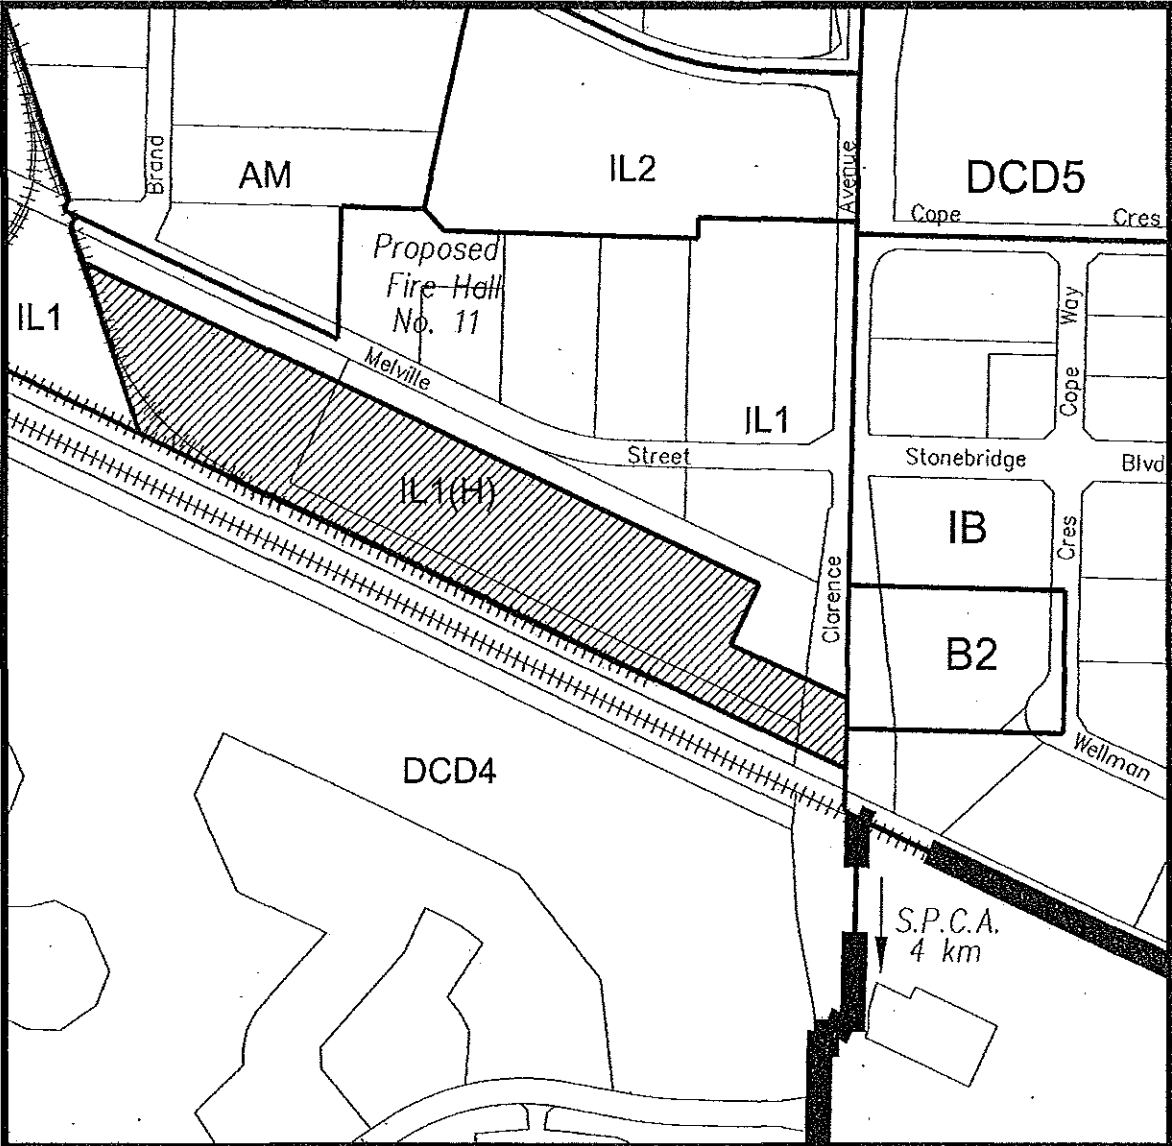 Brand
AM
IL2
Avenue
DCD5
Cope
Cres
Proposed
Fire Hall
No. 11
IL1
Cope Way
Melville
IL1
Street
Stonebridge
Blvd
IL1(H)
IB
Cres
Clarence
B2
Wellman
DCD4
S.P.C.A.
4 km